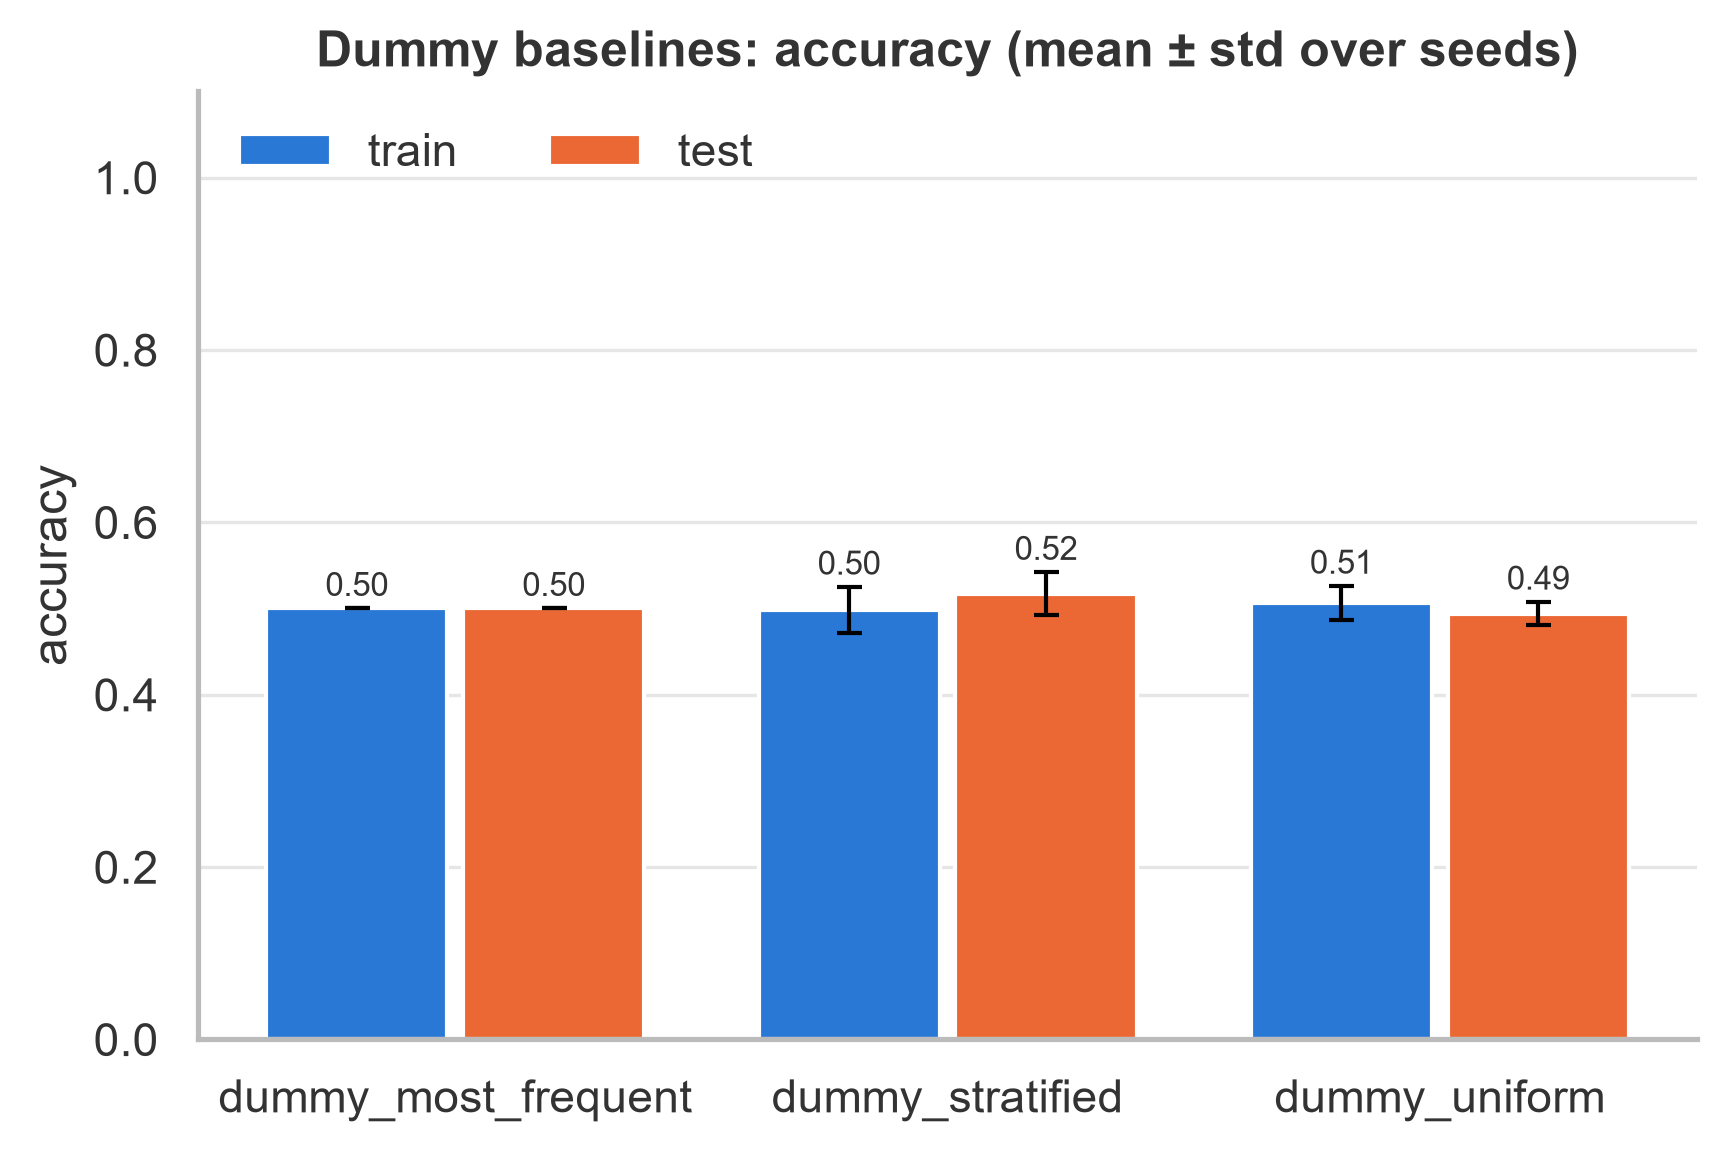 Dummy baselines: accuracy (mean ± std over seeds)
train
test
1.0
0.8
0.6
0.4
0.2
0.0
accuracy
0.50
0.50
0.50
0.52
0.51
0.49
dummy_most_frequent
dummy_stratified
dummy_uniform